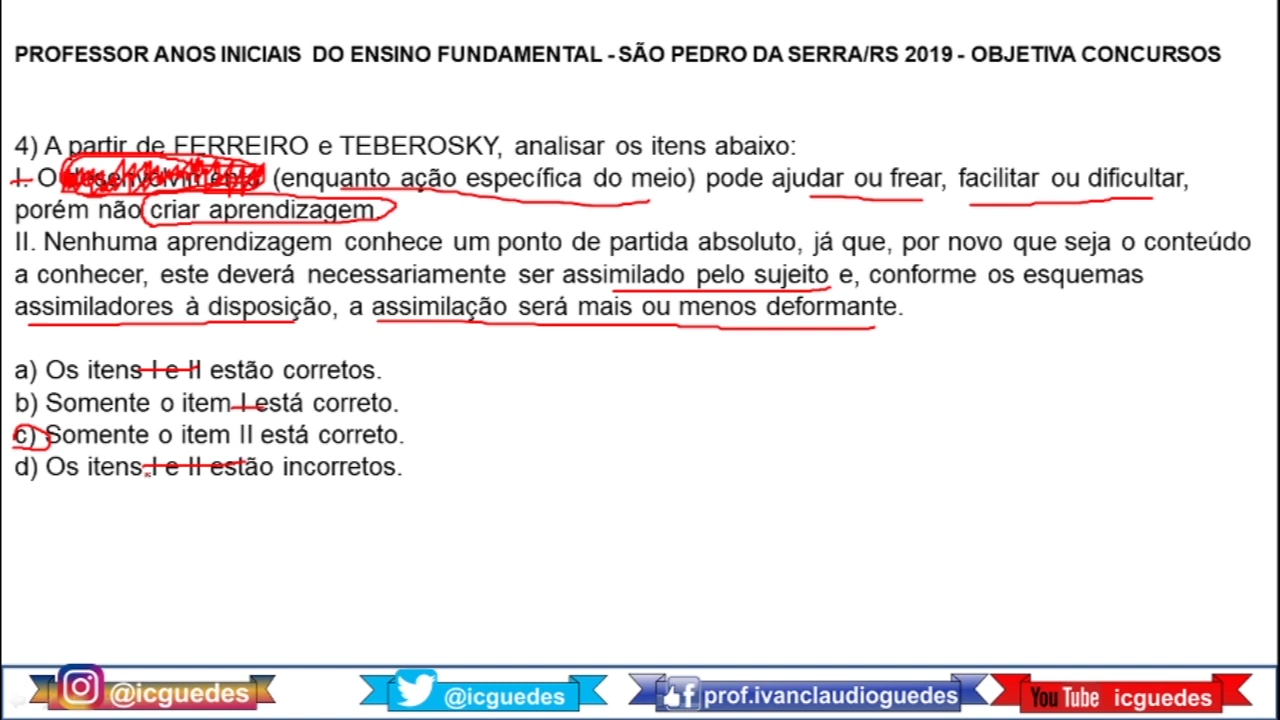 PROFESSOR ANOS INICIAIS DO ENSINO FUNDAMENTAL - SÃO PEDRO DA SERRA/RS 2019 - OBJETIVA CONCURSOS
4) A partir de FERREIRO e TEBEROSKY, analisar os itens abaixo:
I. O desenvolvimento (enquanto ação específica do meio) pode ajudar ou frear, facilitar ou dificultar,
porém não criar aprendizagem.
II. Nenhuma aprendizagem conhece um ponto de partida absoluto, já que, por novo que seja o conteúdo
a conhecer, este deverá necessariamente ser assimilado pelo sujeito e, conforme os esquemas
assimiladores à disposição, a assimilação será mais ou menos deformante.
a) Os itens I e II estão corretos.
b) Somente o item I está correto.
c) Somente o item II está correto.
d) Os itens I e II estão incorretos.
@icguedes
@icguedes
prof.ivanclaudioguedes
You Tube icguedes